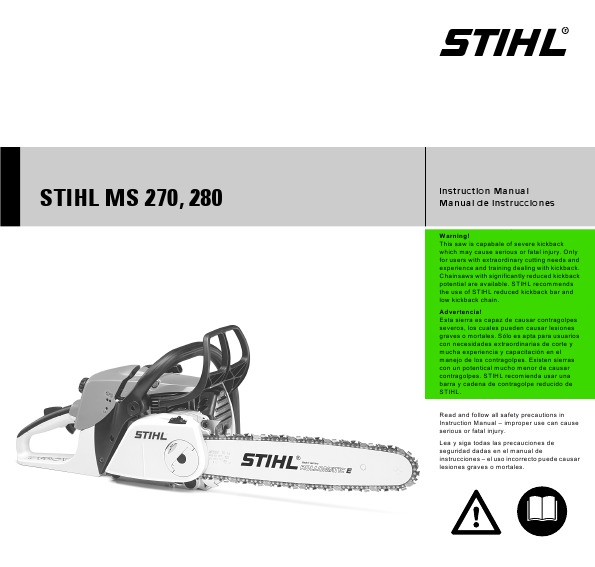 STIHL®
STIHL MS 270, 280
Instruction Manual
Manual de instrucciones
Warning!
This saw is capabale of severe kickback
which may cause serious or fatal injury. Only
for users with extraordinary cutting needs and
experience and training dealing with kickback.
Chainsaws with significantly reduced kickback
potential are available. STIHL recommends
the use of STIHL reduced kickback bar and
low kickback chain.
Advertencia!
Esta sierra es capaz de causar contragolpes
severos, los cuales pueden causar lesiones
graves o mortales. Sólo es apta para usuarios
con necesidades extraordinarias de corte y
mucha experiencia y capacitación en el
manejo de los contragolpes. Existen sierras
con un potentical mucho menor de causar
contragolpes. STIHL recomienda usar una
barra y cadena de contragolpe reducido de
STIHL.
Read and follow all safety precautions in
Instruction Manual – improper use can cause
serious or fatal injury.
Lea y siga todas las precauciones de
seguridad dadas en el manual de
instrucciones – el uso incorrecto puede causar
lesiones graves o mortales.
STIHL
STIHL®
ROLLOMATIC E